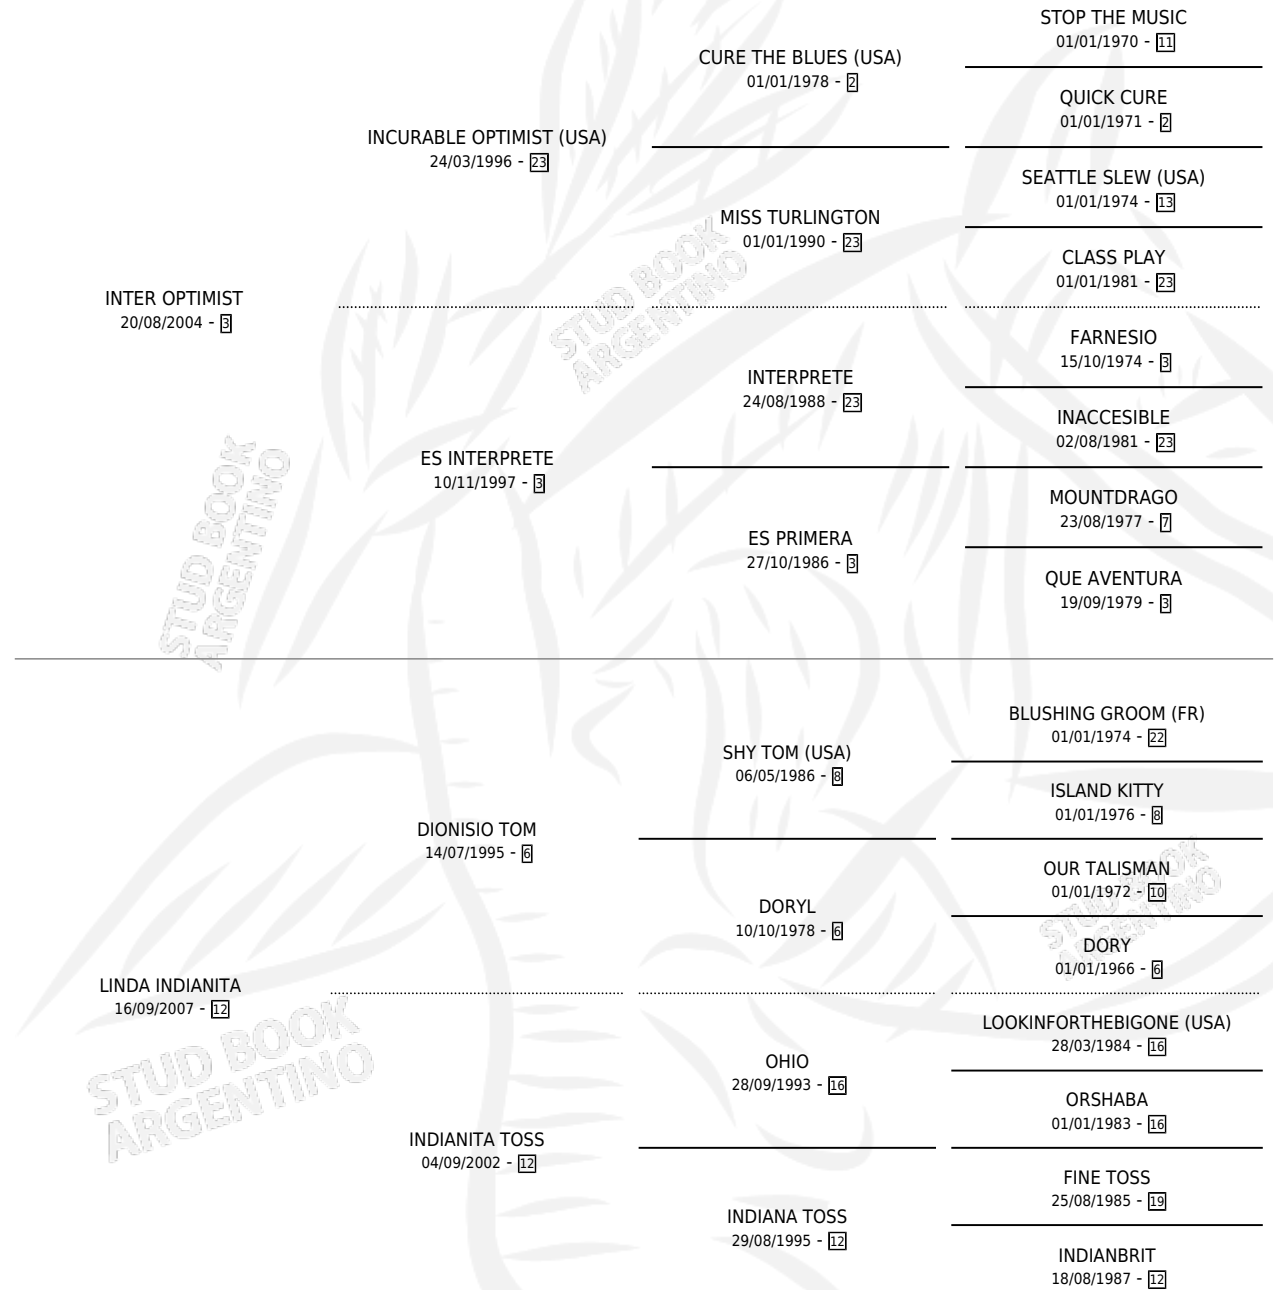 STOP THE MUSIC
01/01/1970 - 11
CURE THE BLUES (USA)
01/01/1978 - 2
QUICK CURE
01/01/1971 - 2
INCURABLE OPTIMIST (USA)
24/03/1996 - 23
SEATTLE SLEW (USA)
01/01/1974 - 13
MISS TURLINGTON
01/01/1990 - 23
CLASS PLAY
01/01/1981 - 23
INTER OPTIMIST
20/08/2004 - 3
FARNESIO
15/10/1974 - 3
INTERPRETE
24/08/1988 - 23
INACCESIBLE
02/08/1981 - 23
ES INTERPRETE
10/11/1997 - 3
MOUNTDRAGO
23/08/1977 - 7
ES PRIMERA
27/10/1986 - 3
QUE AVENTURA
19/09/1979 - 3
BLUSHING GROOM (FR)
01/01/1974 - 22
SHY TOM (USA)
06/05/1986 - 8
ISLAND KITTY
01/01/1976 - 8
DIONISIO TOM
14/07/1995 - 6
OUR TALISMAN
01/01/1972 - 10
DORYL
10/10/1978 - 6
DORY
01/01/1966 - 6
LINDA INDIANITA
16/09/2007 - 12
LOOKINFORTHEBIGONE (USA)
28/03/1984 - 16
OHIO
28/09/1993 - 16
ORSHABA
01/01/1983 - 16
INDIANITA TOSS
04/09/2002 - 12
FINE TOSS
25/08/1985 - 19
INDIANA TOSS
29/08/1995 - 12
INDIANBRIT
18/08/1987 - 12
STUD BOOK
ARGENTINO
STUD BOOK
ARGENTINO
STUD BOOK
ARGENTINO
STUD BOOK
ARGENTINO